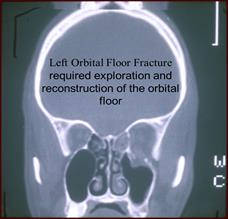 Left Orbital Floor Fracture
required exploration and
reconstruction of the orbital
floor
W
C